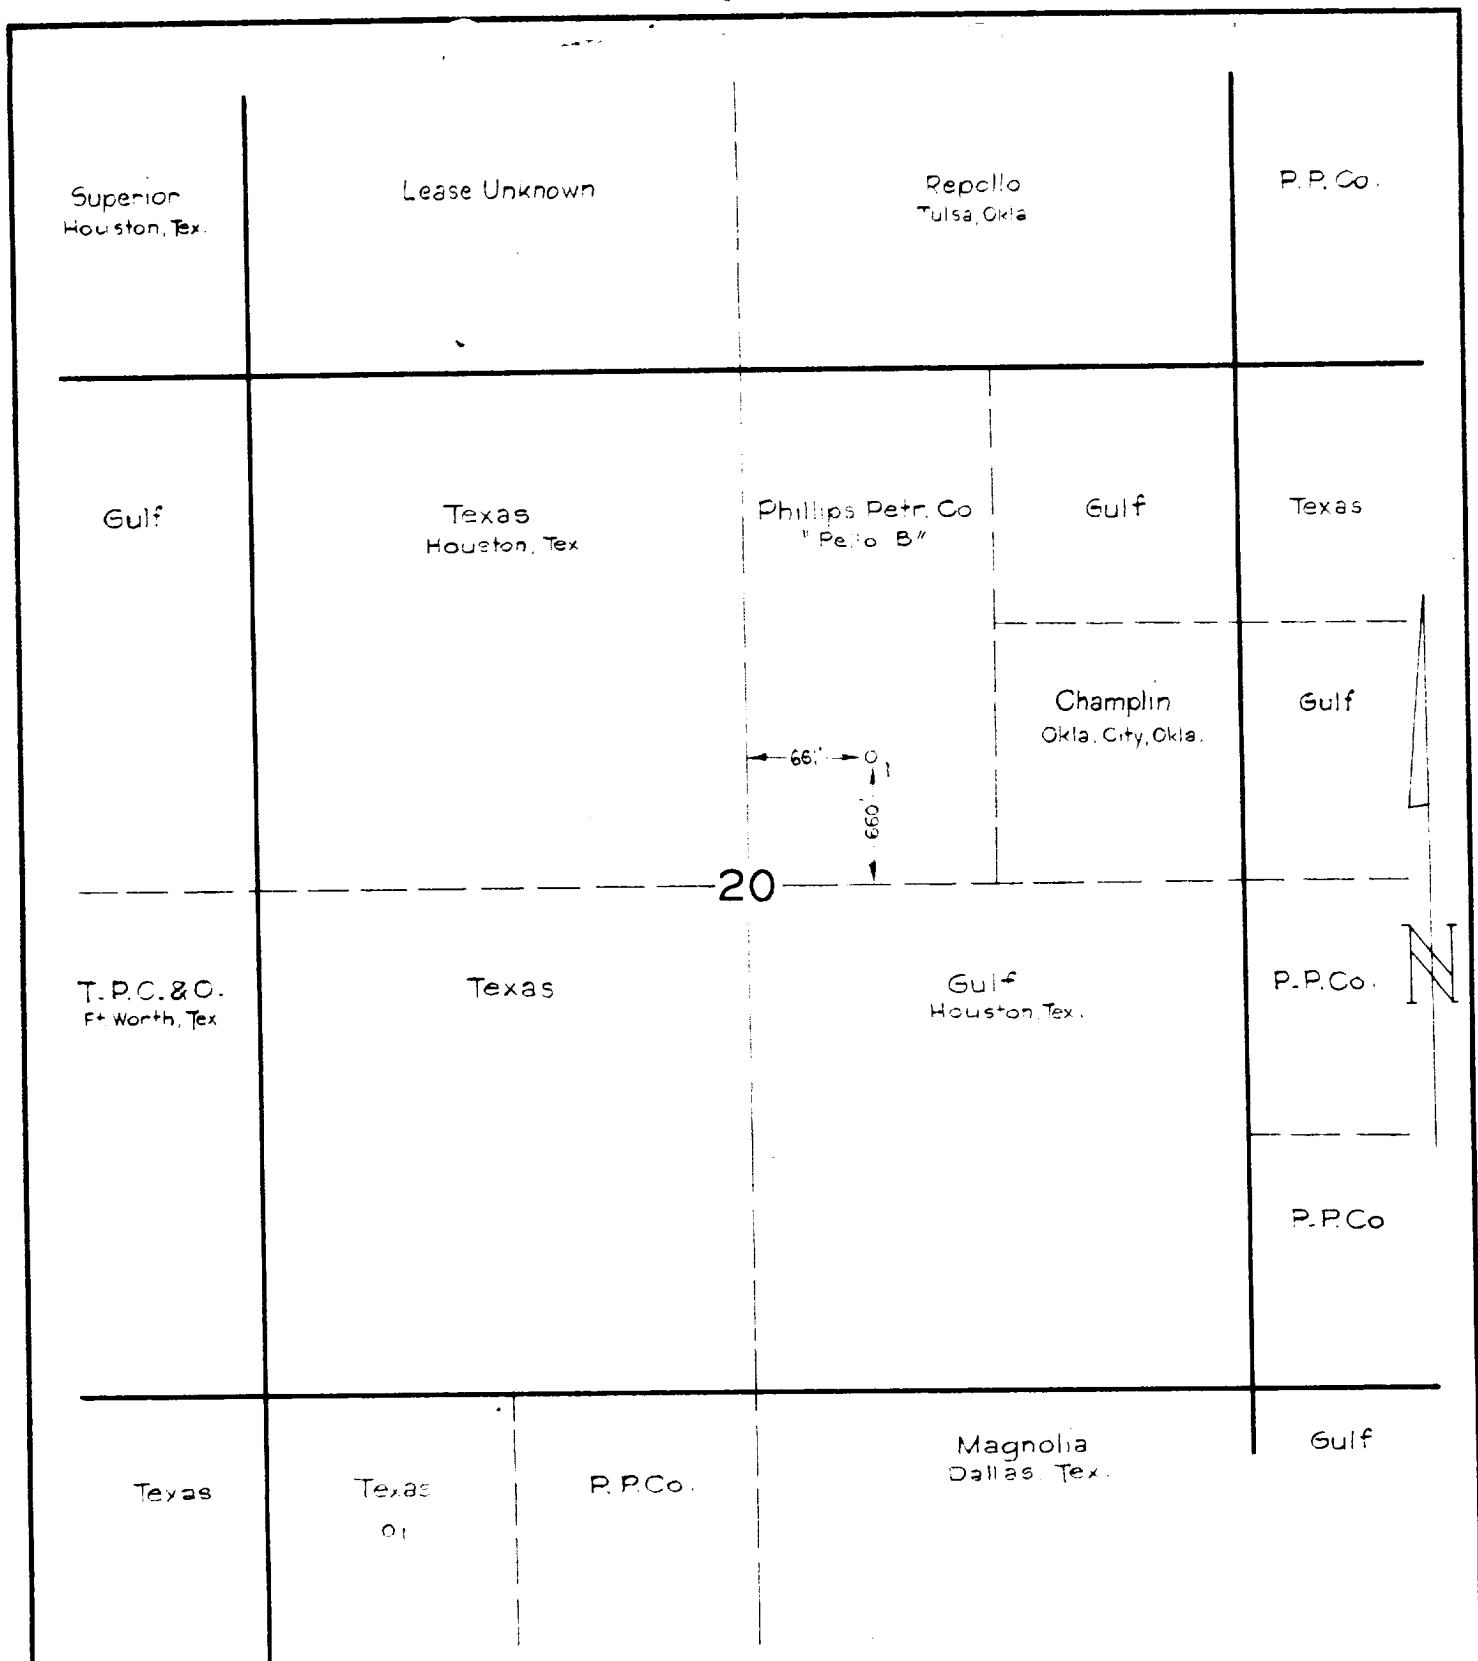 Superior
Houston, Tex.
Lease Unknown
Repollo
Tulsa, Okla
P.P. Co.
Gulf
Texas
Houston, Tex
Phillips Petr. Co
" B"
Gulf
Texas
Champlin
Okla. City, Okla.
Gulf
1
660'
20
T.P.C. & O.
Ft Worth, Tex
Texas
Gulf
Houston, Tex.
P.P. Co.
N
P.P. Co
Texas
Texas
1
P.P. Co.
Magnolia
Dallas, Tex.
Gulf